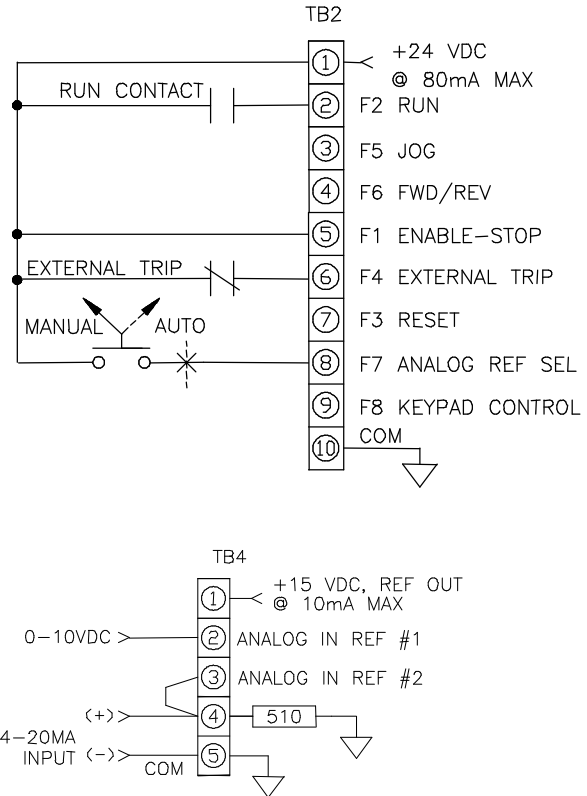 TB2
1 +24 VDC
@ 80mA MAX
RUN CONTACT
2 F2 RUN
3 F5 JOG
4 F6 FWD/REV
5 F1 ENABLE-STOP
EXTERNAL TRIP
6 F4 EXTERNAL TRIP
MANUAL AUTO
7 F3 RESET
8 F7 ANALOG REF SEL
9 F8 KEYPAD CONTROL
10 COM
TB4
1 +15 VDC, REF OUT
@ 10mA MAX
0-10VDC 2 ANALOG IN REF #1
3 ANALOG IN REF #2
(+) 4 510
4-20MA
INPUT (-) COM 5